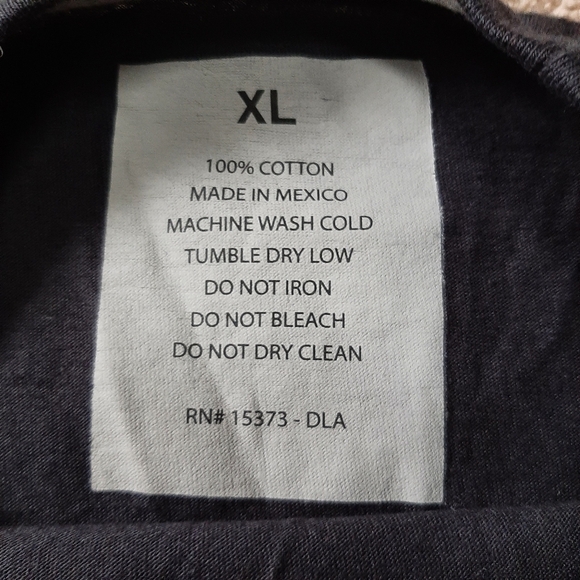 XL
100% COTTON
MADE IN MEXICO
MACHINE WASH COLD
TUMBLE DRY LOW
DO NOT IRON
DO NOT BLEACH
DO NOT DRY CLEAN
RN# 15373 - DLA